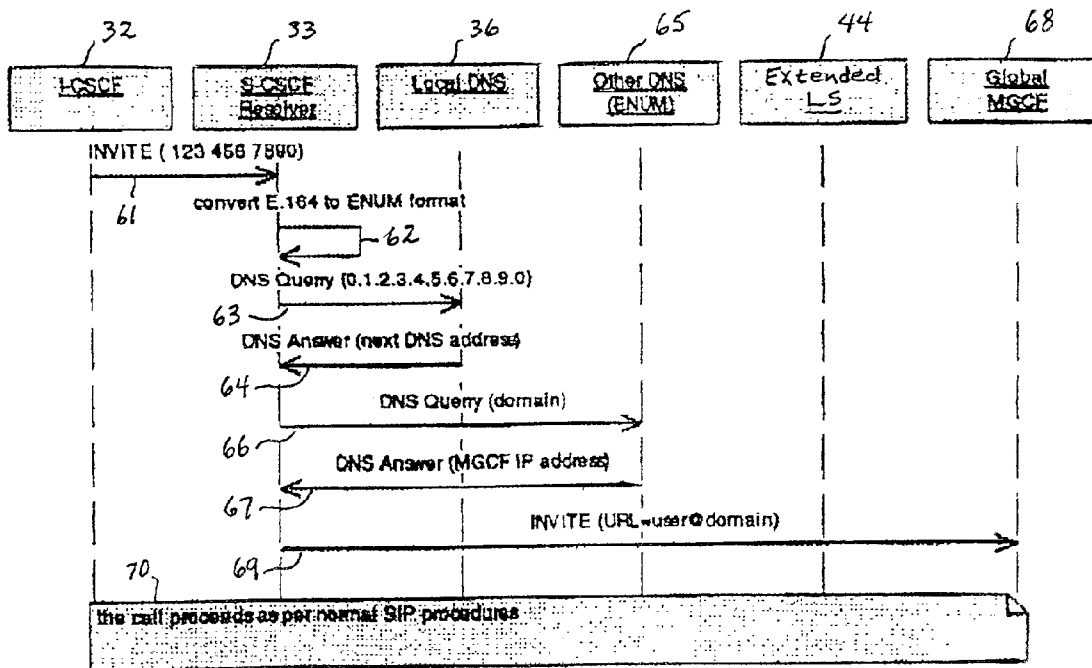 32 33 36 65 44 68
I-CSCF
S-CSCF
Resolver
Local DNS
Other DNS
(ENUM)
Extended
LS
Global
MGCF
INVITE (123 456 7890)
61
convert E.164 to ENUM format
62
DNS Query {0.1.2.3.4.5.6.7.8.9.0}
63
DNS Answer (next DNS address)
64
DNS Query (domain)
66
DNS Answer (MGCF IP address)
67
INVITE (URL=user@domain)
69
70
the call proceeds as per normal SIP procedures